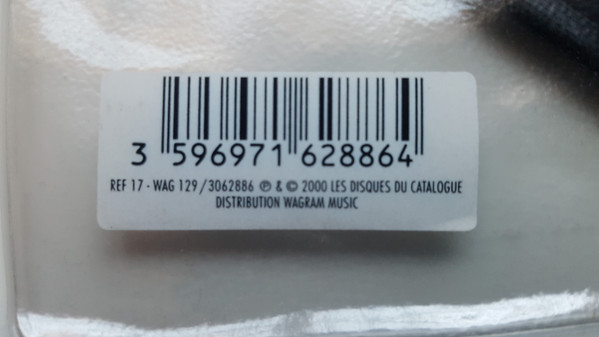 3 596971 628864
REF 17 - WAG 129 / 3062886 ℗ & © 2000 LES DISQUES DU CATALOGUE
DISTRIBUTION WAGRAM MUSIC